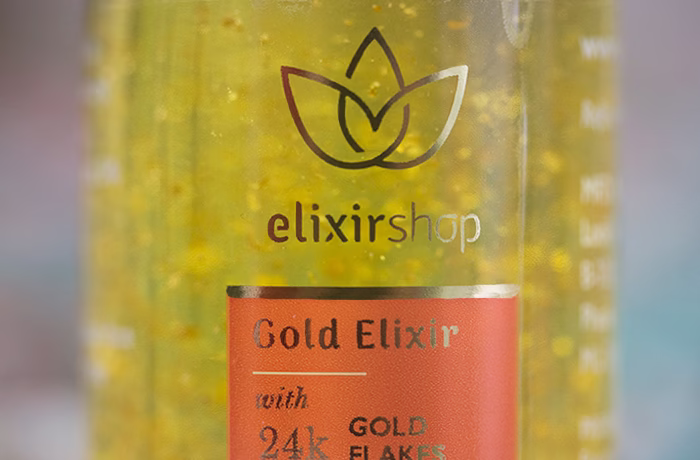 elixirshop
Gold Elixir
with
24k GOLD
FLAKES